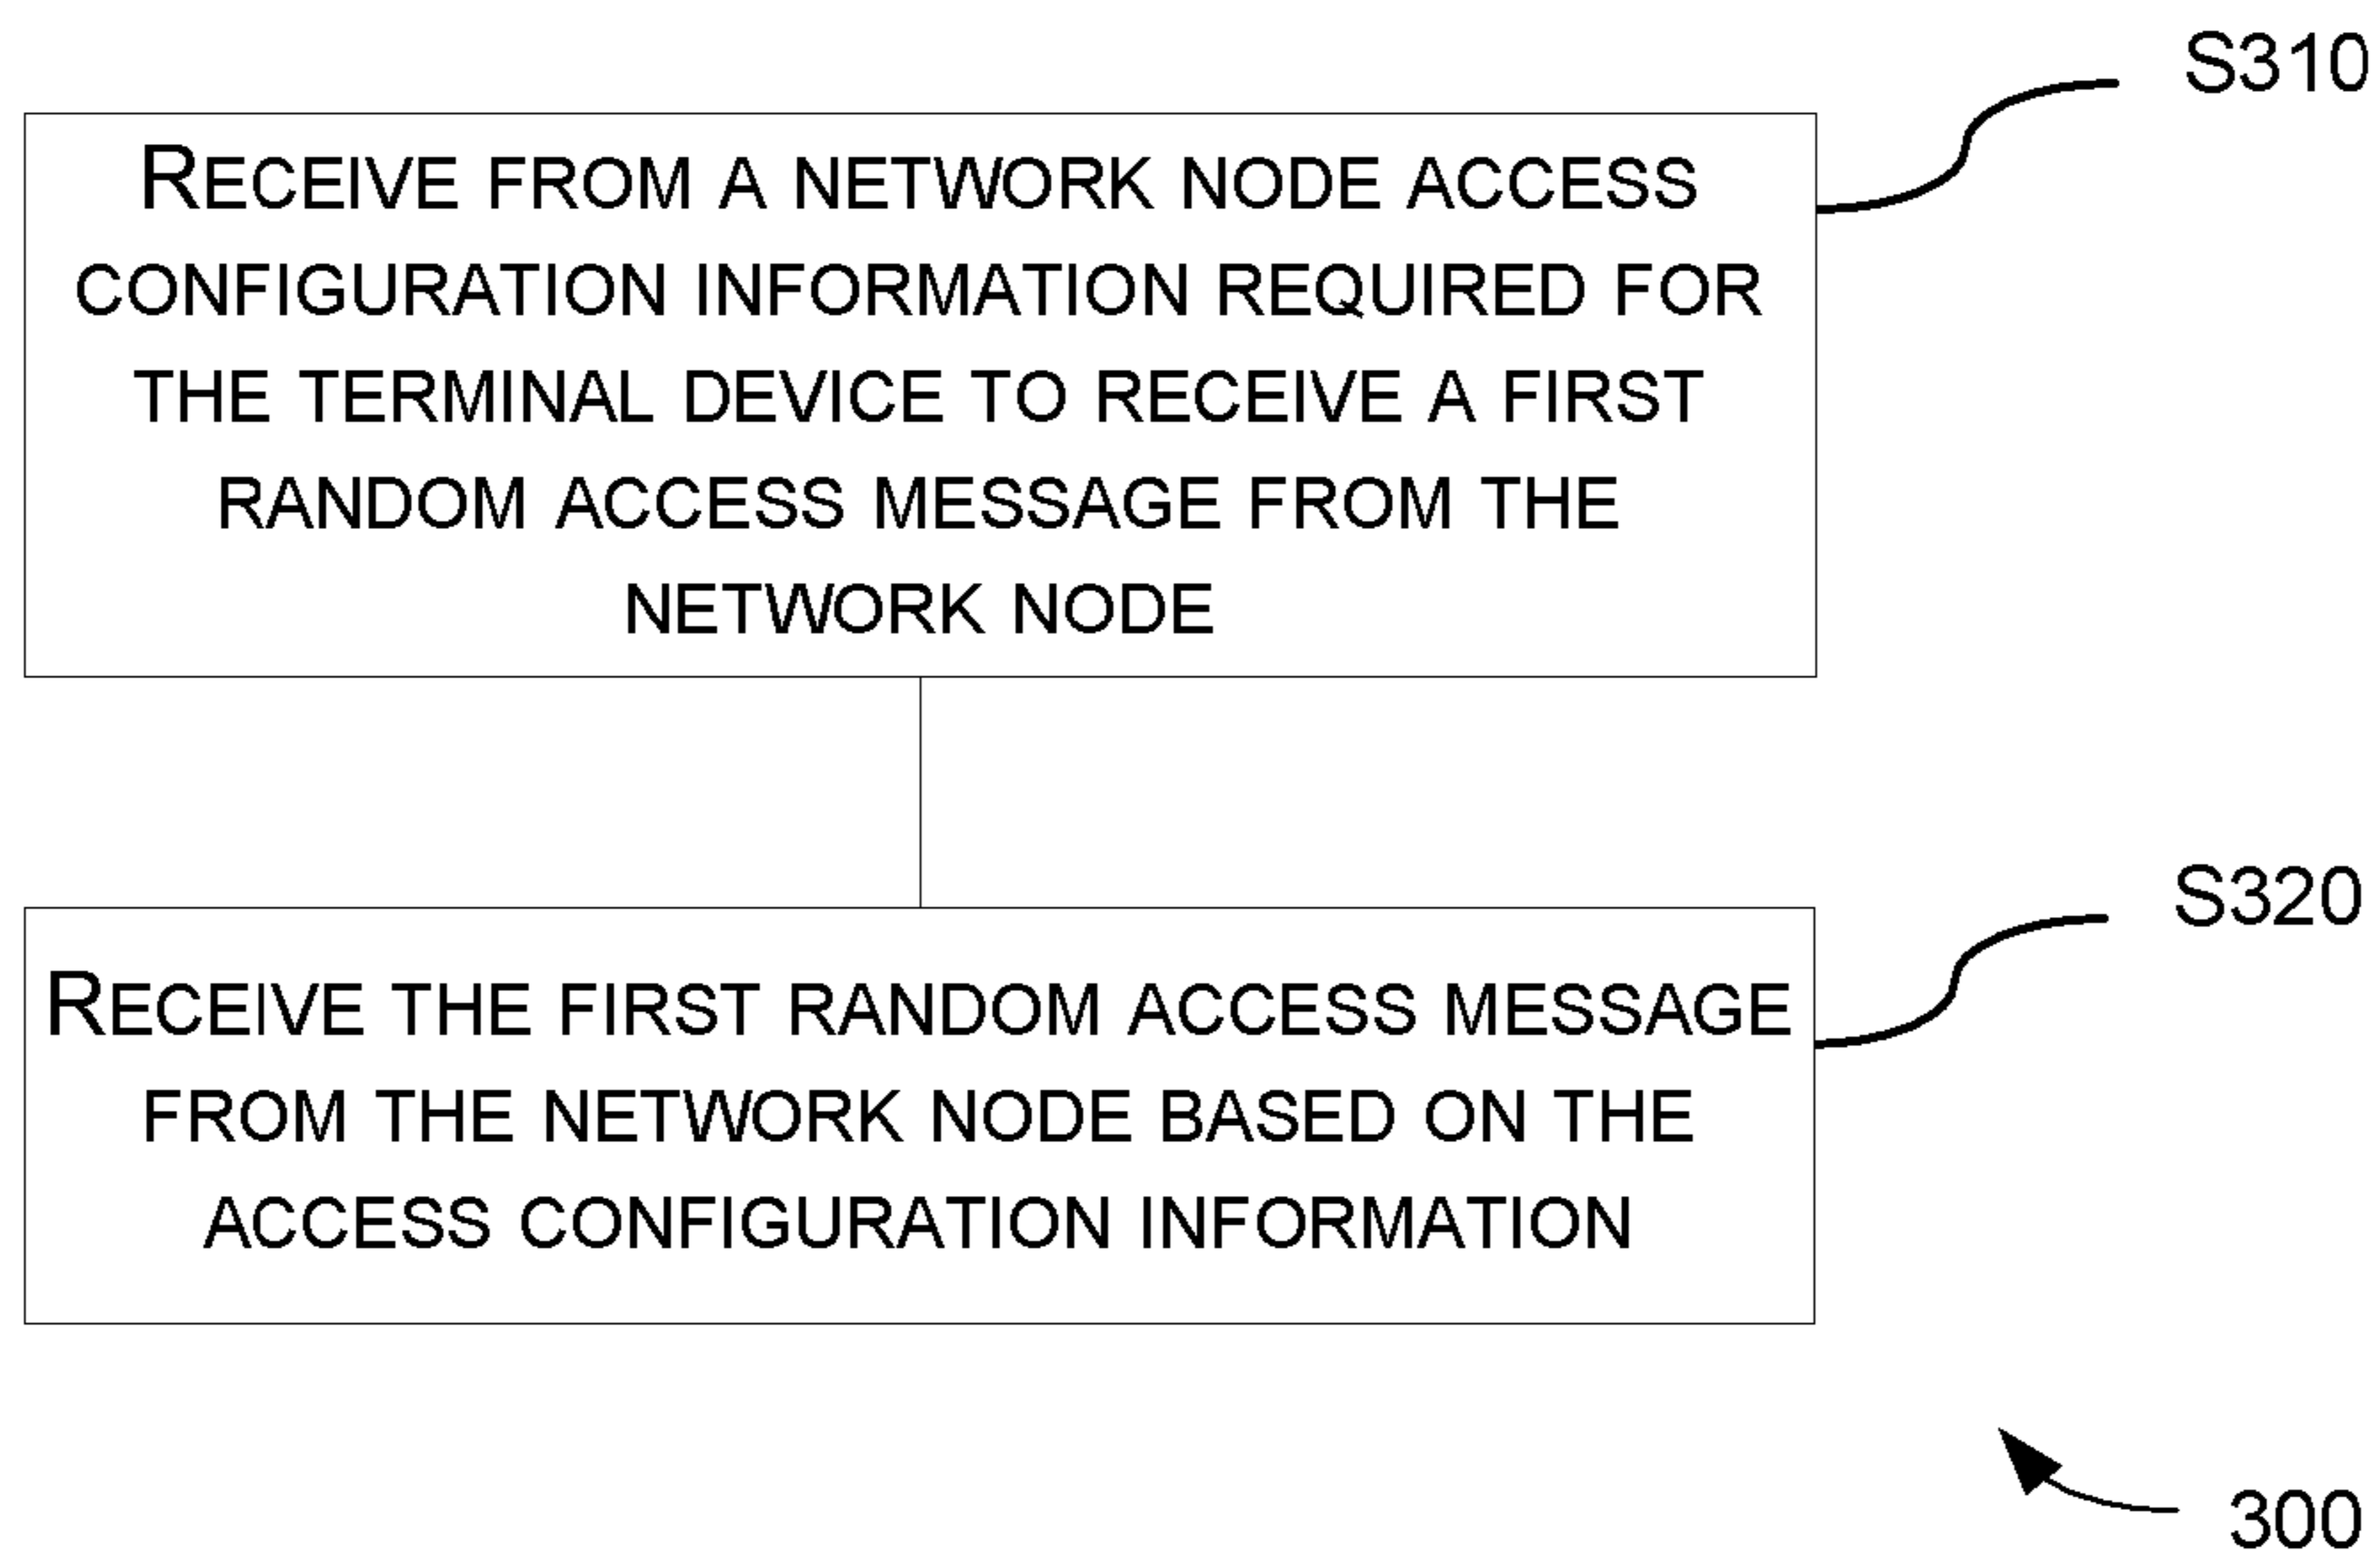 S310
RECEIVE FROM A NETWORK NODE ACCESS
CONFIGURATION INFORMATION REQUIRED FOR
THE TERMINAL DEVICE TO RECEIVE A FIRST
RANDOM ACCESS MESSAGE FROM THE
NETWORK NODE
S320
RECEIVE THE FIRST RANDOM ACCESS MESSAGE
FROM THE NETWORK NODE BASED ON THE
ACCESS CONFIGURATION INFORMATION
300